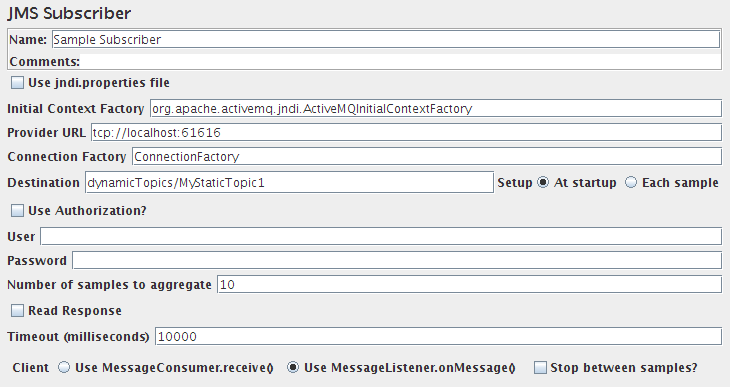 JMS Subscriber
Name: Sample Subscriber
Comments:
Use jndi.properties file
Initial Context Factory org.apache.activemq.jndi.ActiveMQInitialContextFactory
Provider URL tcp://localhost:61616
Connection Factory ConnectionFactory
Destination dynamicTopics/MyStaticTopic1 Setup At startup Each sample
Use Authorization?
User
Password
Number of samples to aggregate 10
Read Response
Timeout (milliseconds) 10000
Client Use MessageConsumer.receive() Use MessageListener.onMessage() Stop between samples?